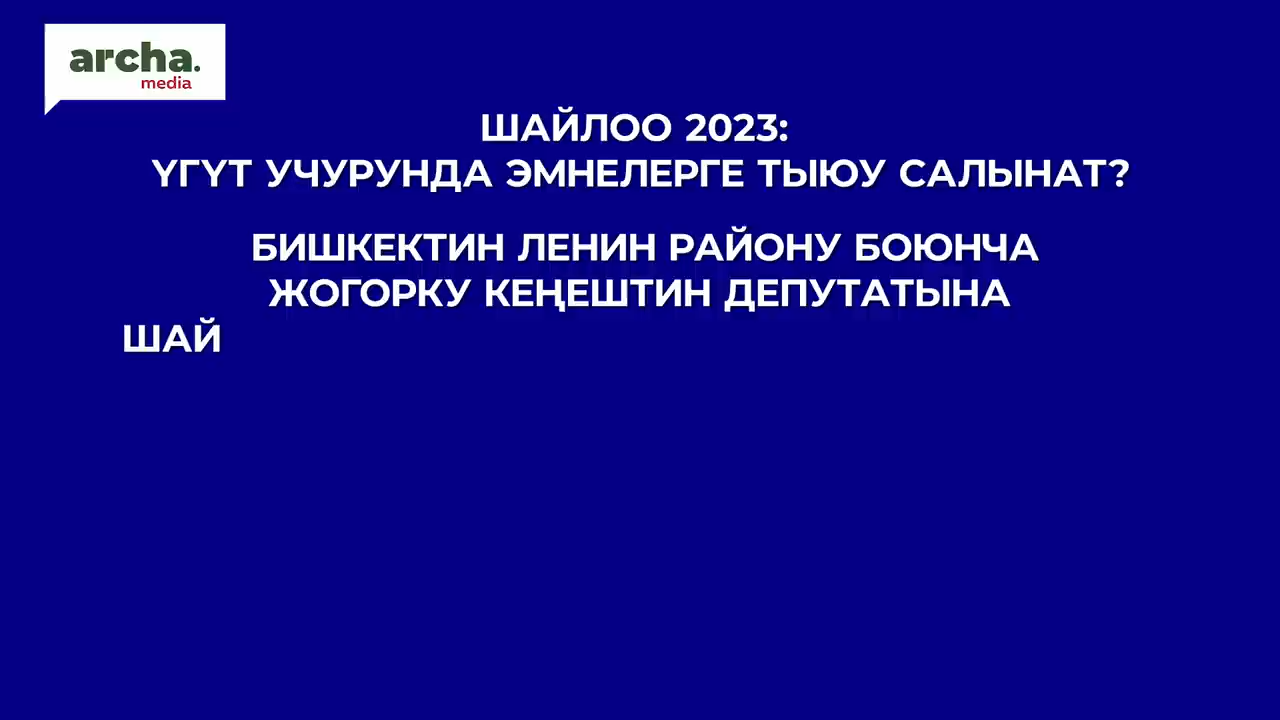 archa.
media
ШАЙЛОО 2023:
ҮГҮТ УЧУРУНДА ЭМНЕЛЕРГЕ ТЫЮУ САЛЫНАТ?
БИШКЕКТИН ЛЕНИН РАЙОНУ БОЮНЧА
ЖОГОРКУ КЕҢЕШТИН ДЕПУТАТЫНА
ШАЙ